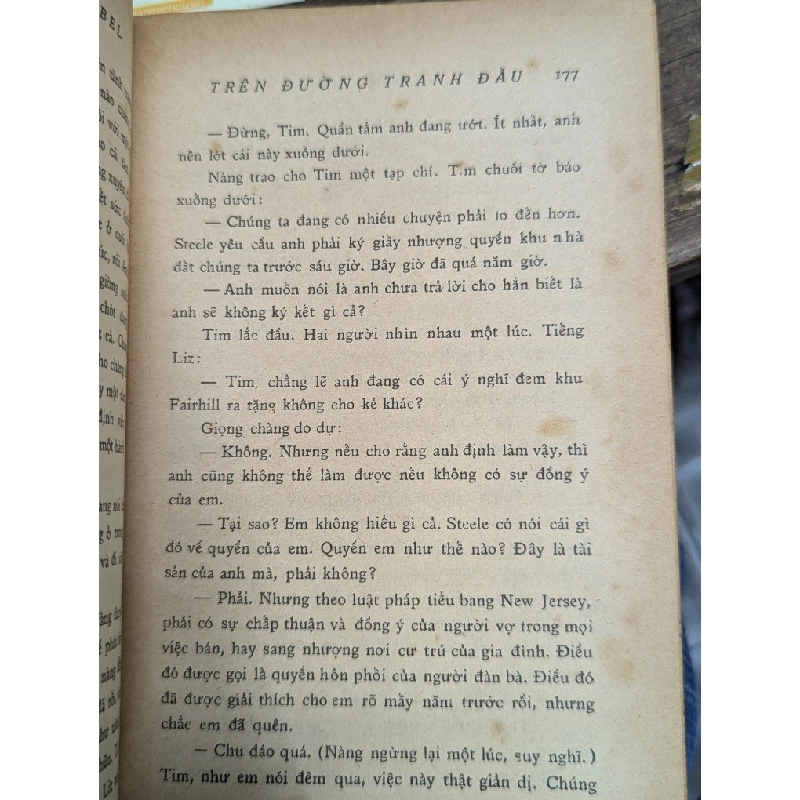 BEL
TRÊN ĐƯỜNG TRANH ĐẤU 177
— Đừng, Tim. Quần tắm anh đang ướt. Ít nhất, anh
nên lót cái này xuống dưới.
Nàng trao cho Tim một tạp chí. Tim chuồi tờ báo
xuống dưới:
— Chúng ta đang có nhiều chuyện phải lo đến hơn.
Steele yêu cầu anh phải ký giấy nhượng quyền khu nhà
đất chúng ta trước sáu giờ. Bây giờ đã quá năm giờ.
— Anh muốn nói là anh chưa trả lời cho hắn biết là
anh sẽ không ký kết gì cả?
Tim lắc đầu. Hai người nhìn nhau một lúc. Tiếng
Liz:
— Tim, chẳng lẽ anh đang có cái ý nghĩ đem khu
Fairhill ra tặng không cho kẻ khác?
Giọng chàng do dự:
— Không. Nhưng nếu cho rằng anh định làm vậy, thì
anh cũng không thể làm được nếu không có sự đồng ý
của em.
— Tại sao? Em không hiểu gì cả. Steele có nói cái gì
đó về quyền của em. Quyền em như thế nào? Đây là tài
sản của anh mà, phải không?
— Phải. Nhưng theo luật pháp tiểu bang New Jersey,
phải có sự chấp thuận và đồng ý của người vợ trong mọi
việc bán, hay sang nhượng nơi cư trú của gia đình. Điều
đó được gọi là quyền hôn phối của người đàn bà. Điều đó
đã được giải thích cho em rõ mấy năm trước rồi, nhưng
chắc em đã quên.
— Chu đáo quá. (Nàng ngừng lại một lúc, suy nghĩ.)
Tim, như em nói đêm qua, việc này thật giản dị. Chúng